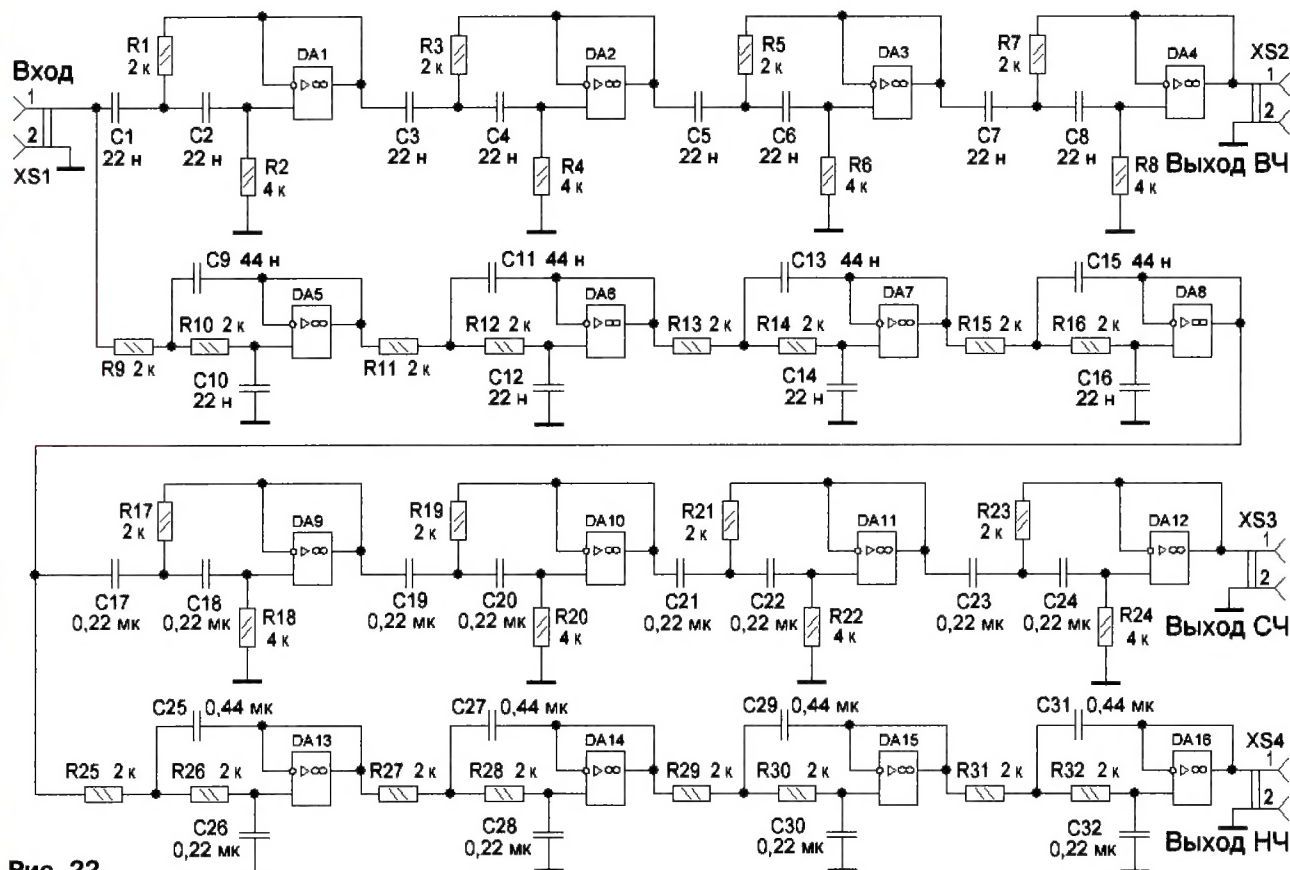 Вход
1
2
XS1
R1
2 к
DA1
C1
22 н
C2
22 н
R2
4 к
R3
2 к
DA2
C3
22 н
C4
22 н
R4
4 к
R5
2 к
DA3
C5
22 н
C6
22 н
R6
4 к
R7
2 к
DA4
C7
22 н
C8
22 н
R8
4 к
XS2
1
2
Выход ВЧ
C9 44 н
DA5
R9 2 к
R10 2 к
C10
22 н
C11 44 н
DA6
R11 2 к
R12 2 к
C12
22 н
C13 44 н
DA7
R13 2 к
R14 2 к
C14
22 н
C15 44 н
DA8
R15 2 к
R16 2 к
C16
22 н
R17
2 к
DA9
C17
0,22 мк
C18
0,22 мк
R18
4 к
R19
2 к
DA10
C19
0,22 мк
C20
0,22 мк
R20
4 к
R21
2 к
DA11
C21
0,22 мк
C22
0,22 мк
R22
4 к
R23
2 к
DA12
C23
0,22 мк
C24
0,22 мк
R24
4 к
XS3
1
2
Выход СЧ
C25 0,44 мк
DA13
R25 2 к
R26 2 к
C26
0,22 мк
C27 0,44 мк
DA14
R27 2 к
R28 2 к
C28
0,22 мк
C29 0,44 мк
DA15
R29 2 к
R30 2 к
C30
0,22 мк
C31 0,44 мк
DA16
R31 2 к
R32 2 к
C32
0,22 мк
XS4
1
2
Выход НЧ
Рис. 22